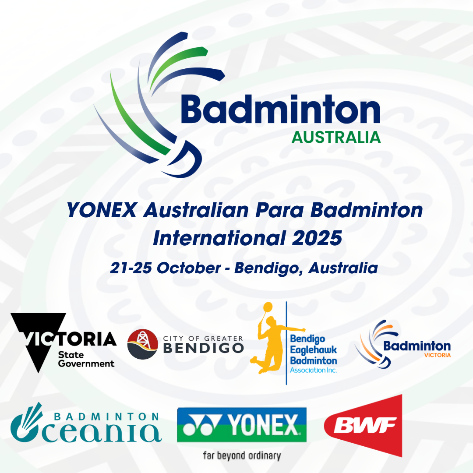 Badminton
AUSTRALIA
YONEX Australian Para Badminton
International 2025
21-25 October - Bendigo, Australia
VICTORIA
State
Government
CITY OF GREATER
BENDIGO
Bendigo
Eaglehawk
Badminton
Association Inc.
Badminton
VICTORIA
BADMINTON
Oceania
YONEX
far beyond ordinary
BWF